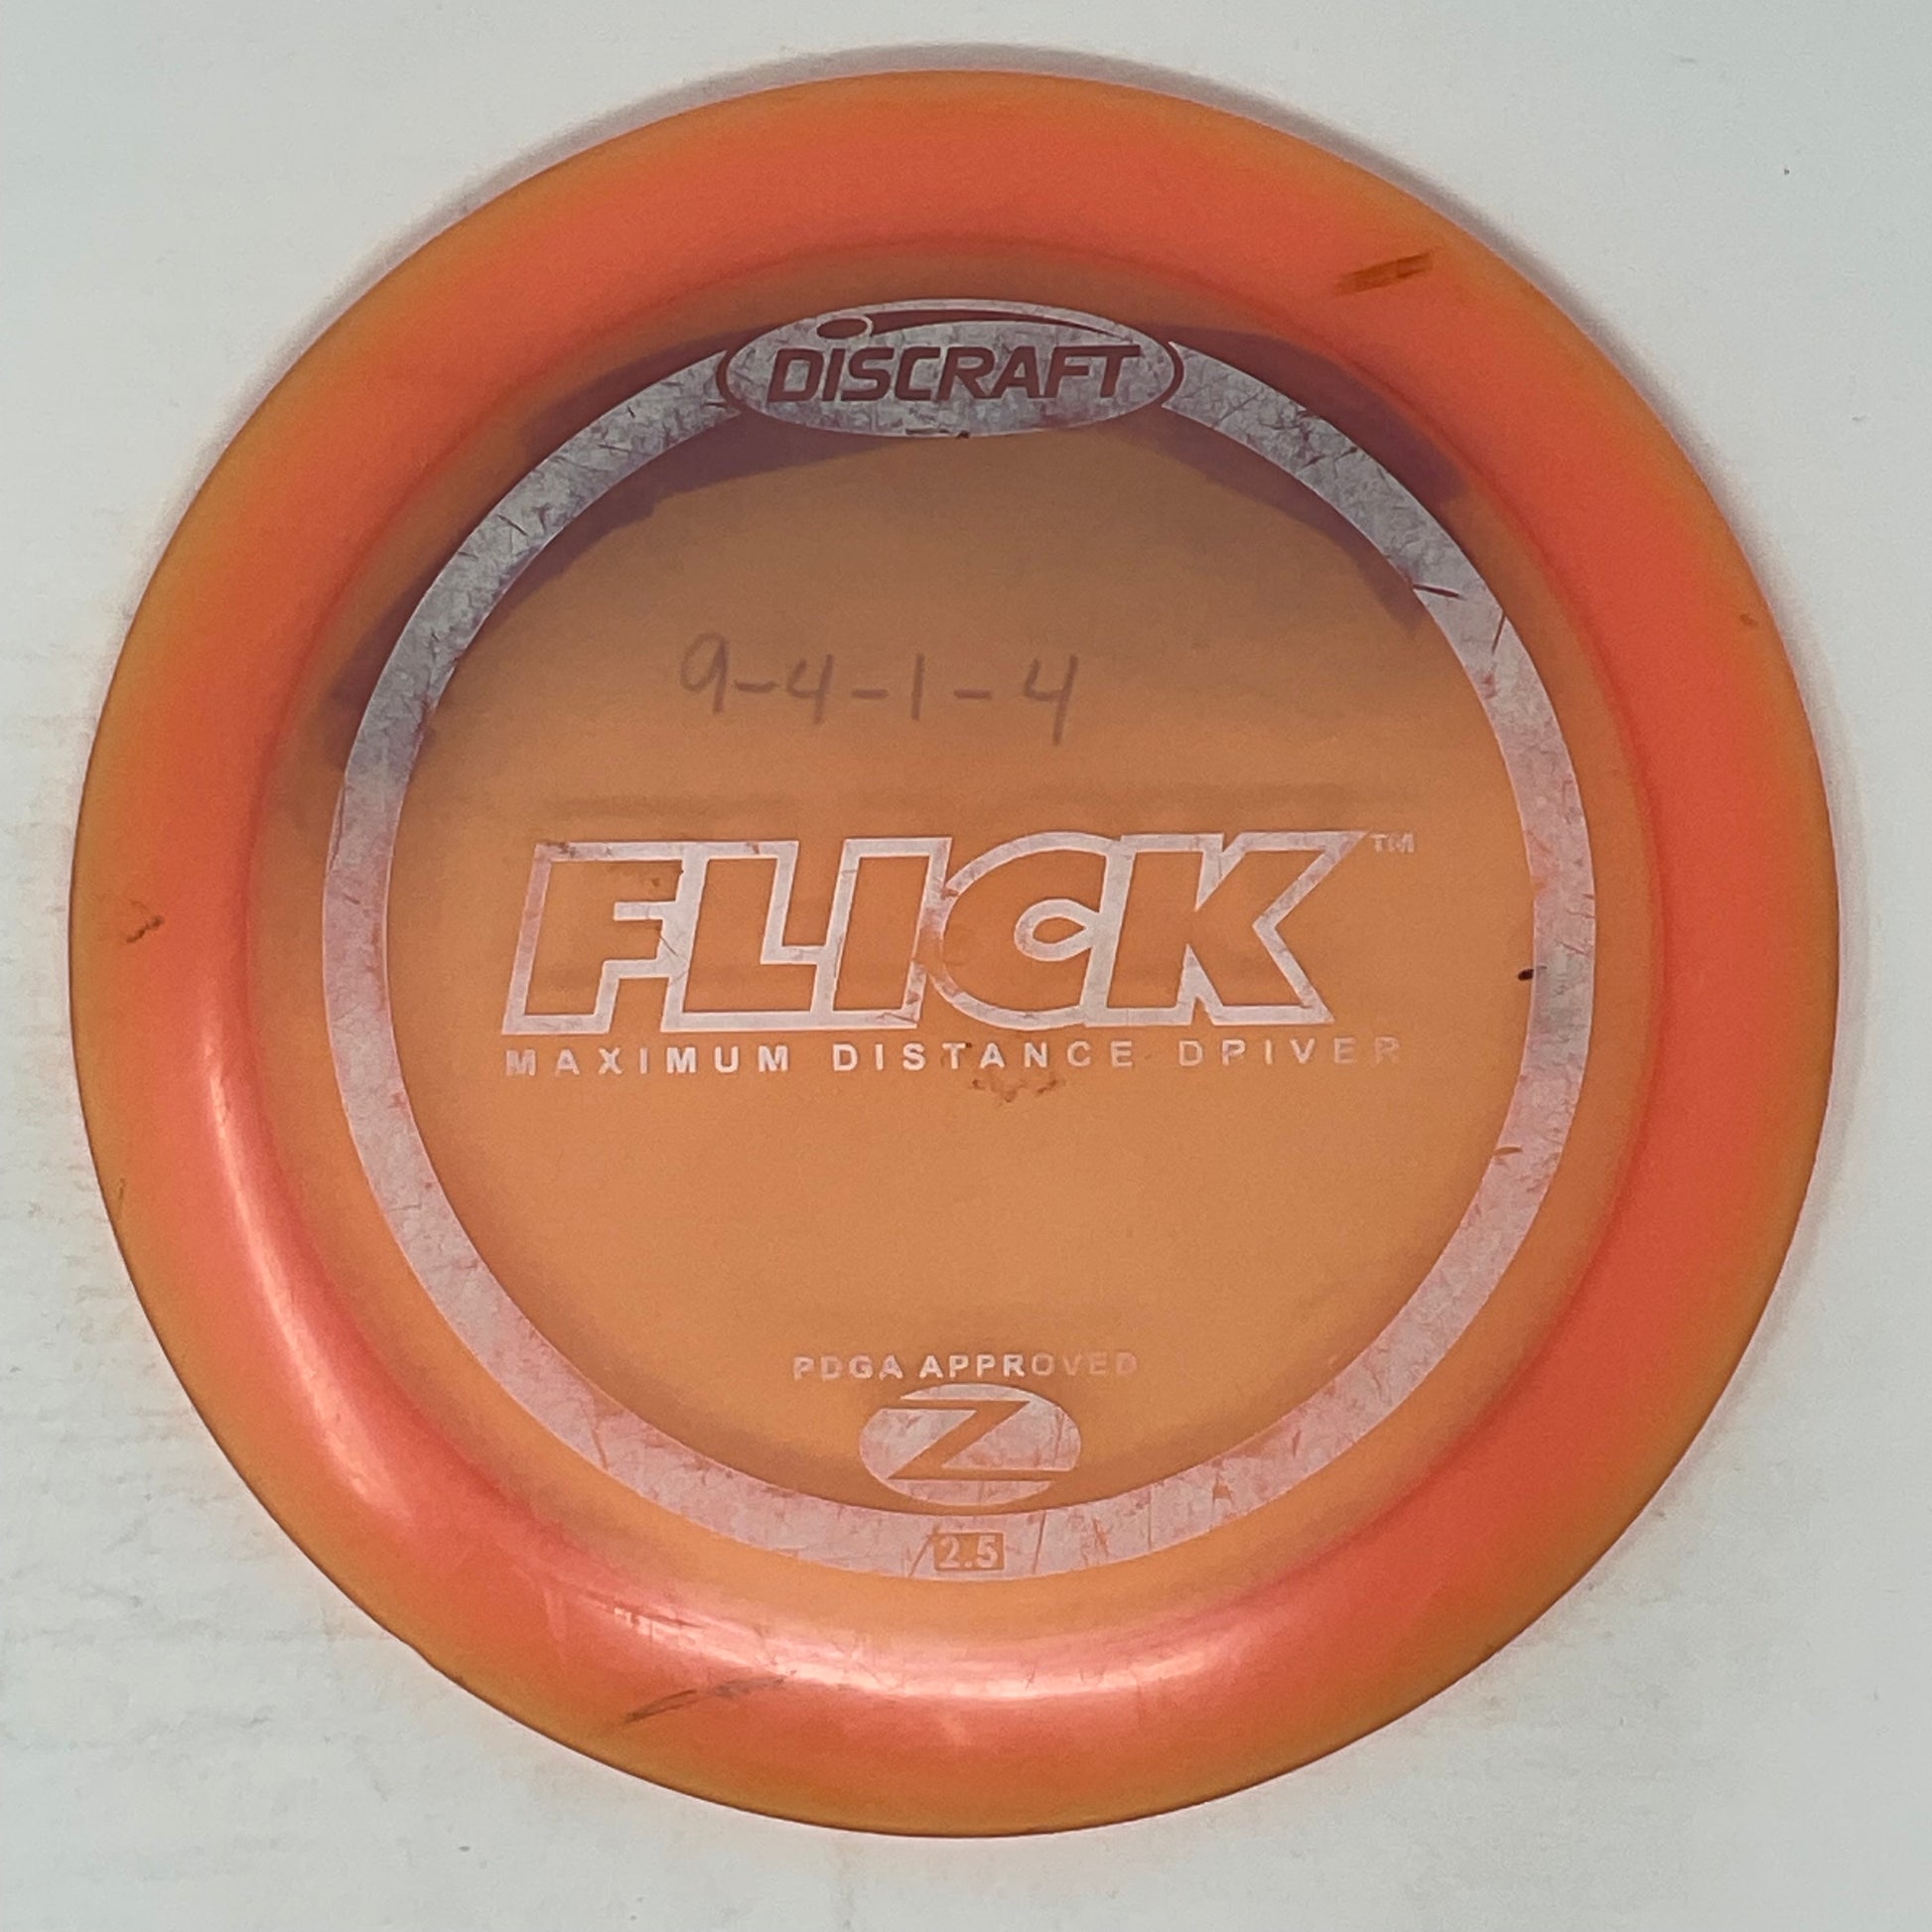 DISCRAFT
9-4-1-4
FLICK™
MAXIMUM DISTANCE DRIVER
PDGA APPROVED
Z
2.5